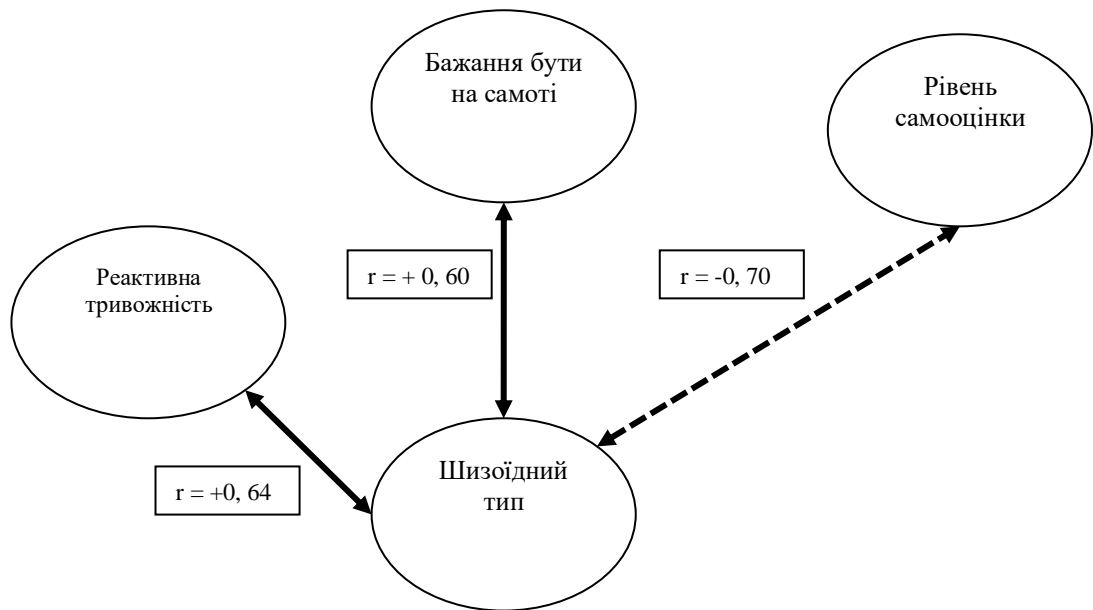 Бажання бути
на самоті
Рівень
самооцінки
Реактивна
тривожність
r = + 0, 60
r = -0, 70
r = +0, 64
Шизоїдний
тип